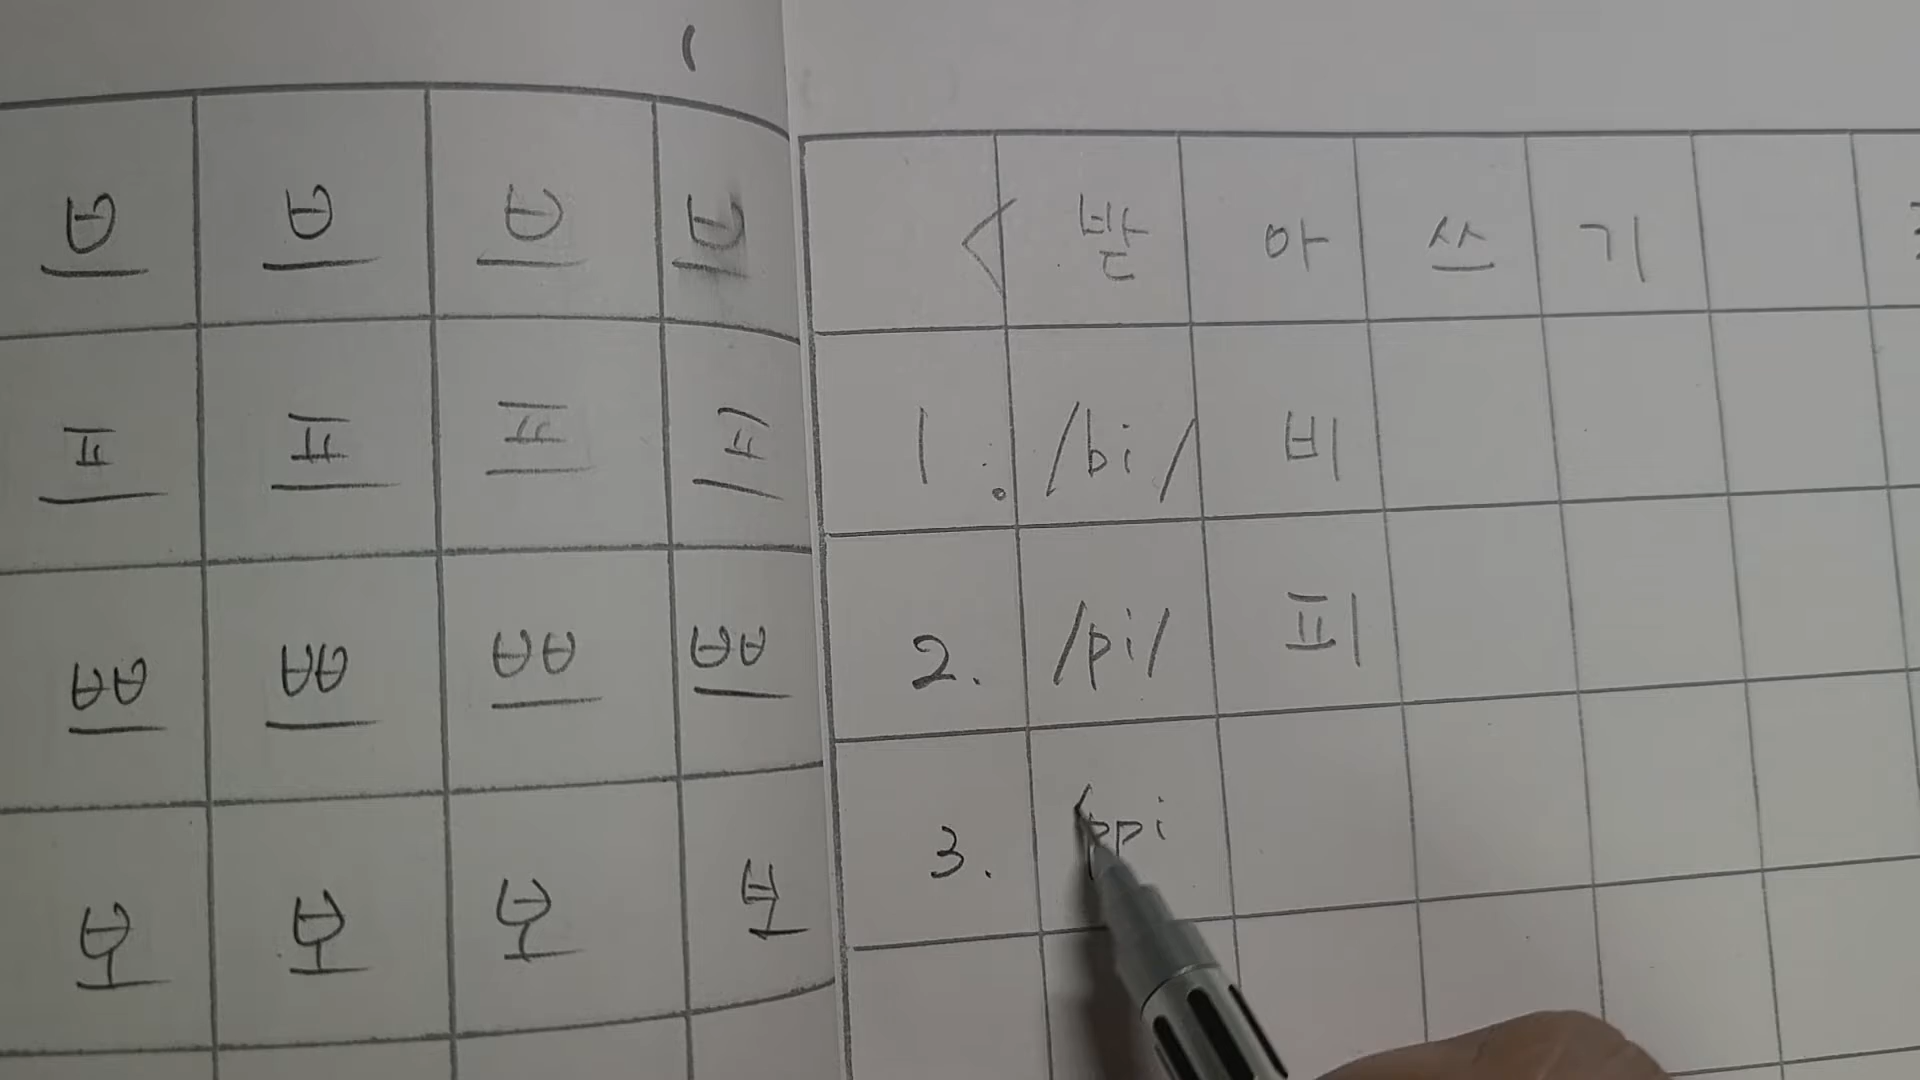 브 브 브 브
프 프 프 프
쁘 쁘 쁘 쁘
보 보 보 보
< 받아쓰기
1. /bi/ 비
2. /pi/ 피
3. /ppi